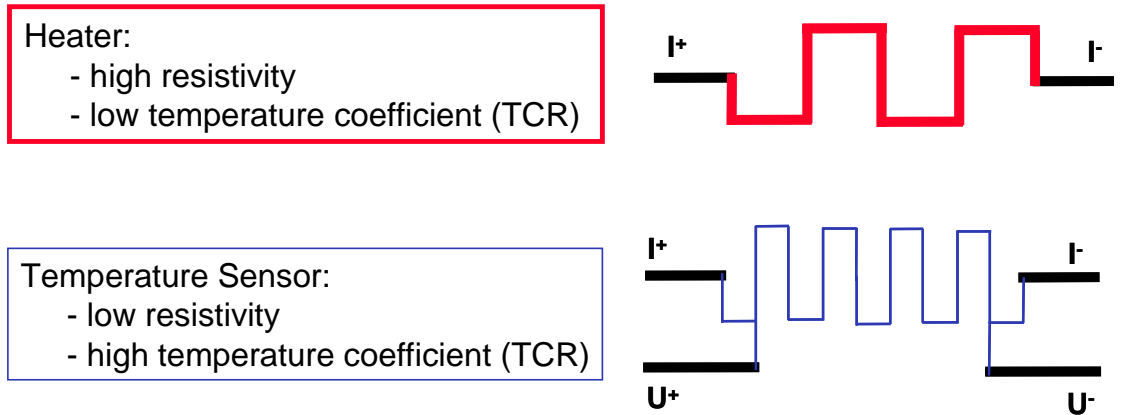 Heater:
- high resistivity
- low temperature coefficient (TCR)
I+
I-
Temperature Sensor:
- low resistivity
- high temperature coefficient (TCR)
I+
I-
U+
U-